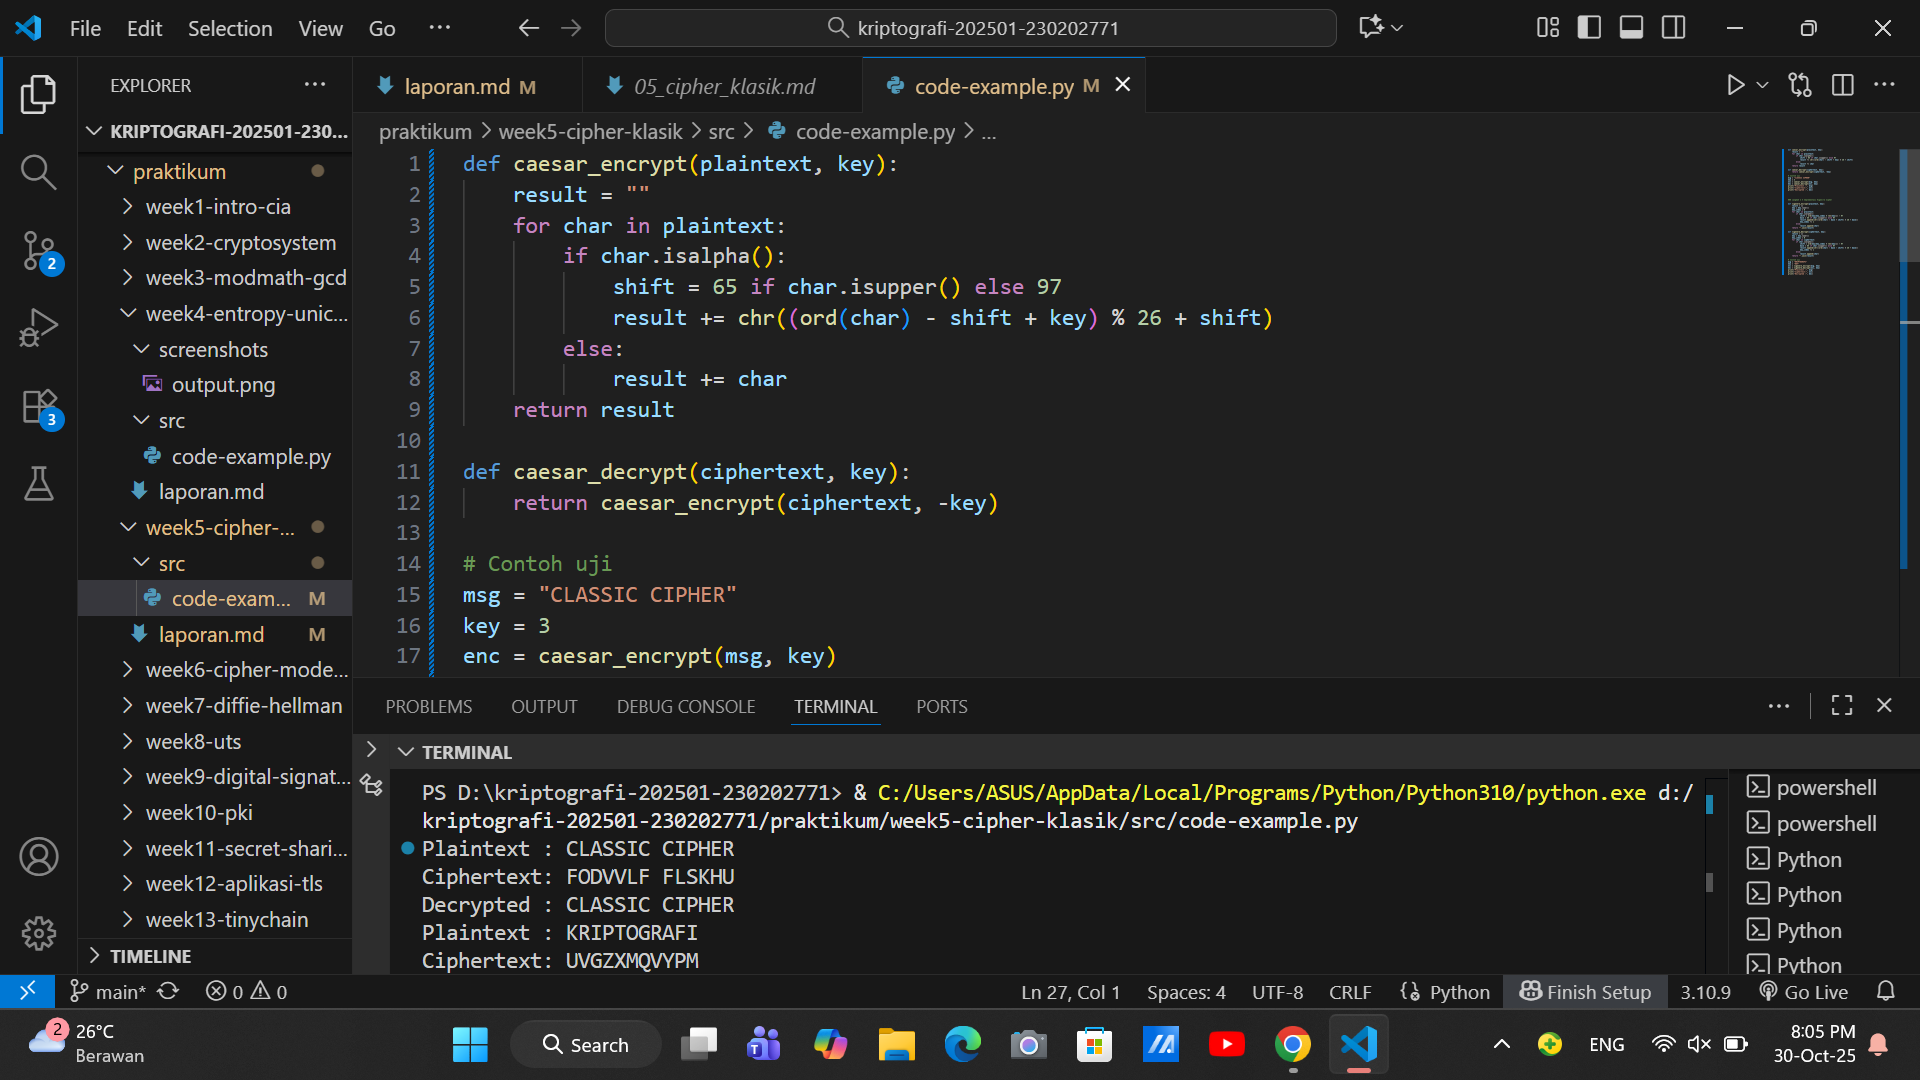 File Edit Selection View Go ···
kriptografi-202501-230202771
EXPLORER
KRIPTOGRAFI-202501-230...
praktikum
week1-intro-cia
week2-cryptosystem
week3-modmath-gcd
week4-entropy-unic...
screenshots
output.png
src
code-example.py
laporan.md
week5-cipher-...
src
code-exam... M
laporan.md M
week6-cipher-mode...
week7-diffie-hellman
week8-uts
week9-digital-signat...
week10-pki
week11-secret-shari...
week12-aplikasi-tls
week13-tinychain
TIMELINE
2
3
laporan.md M
05_cipher_klasik.md
code-example.py M
praktikum > week5-cipher-klasik > src > code-example.py > ...
1 def caesar_encrypt(plaintext, key):
2 result = ""
3 for char in plaintext:
4 if char.isalpha():
5 shift = 65 if char.isupper() else 97
6 result += chr((ord(char) - shift + key) % 26 + shift)
7 else:
8 result += char
9 return result
10
11 def caesar_decrypt(ciphertext, key):
12 return caesar_encrypt(ciphertext, -key)
13
14 # Contoh uji
15 msg = "CLASSIC CIPHER"
16 key = 3
17 enc = caesar_encrypt(msg, key)
PROBLEMS OUTPUT DEBUG CONSOLE TERMINAL PORTS
TERMINAL
PS D:\kriptografi-202501-230202771> & C:/Users/ASUS/AppData/Local/Programs/Python/Python310/python.exe d:/
kriptografi-202501-230202771/praktikum/week5-cipher-klasik/src/code-example.py
Plaintext : CLASSIC CIPHER
Ciphertext: FODVVLF FLSKHU
Decrypted : CLASSIC CIPHER
Plaintext : KRIPTOGRAFI
Ciphertext: UVGZXMQVYPM
powershell
powershell
Python
Python
Python
Python
main* 0 0
Ln 27, Col 1 Spaces: 4 UTF-8 CRLF Python Finish Setup 3.10.9 Go Live
2
26°C
Berawan
Search
ENG
8:05 PM
30-Oct-25